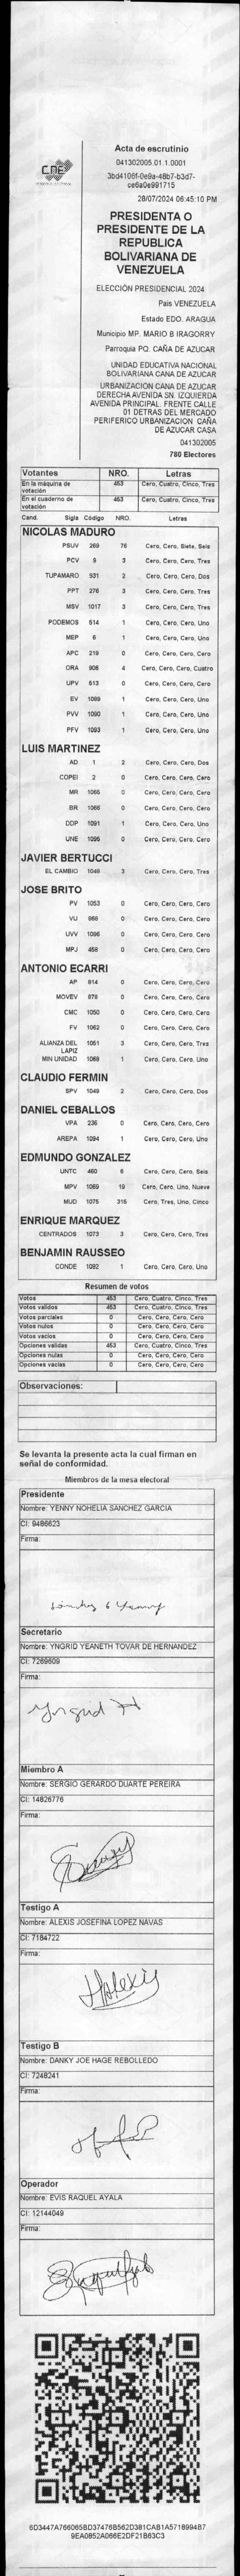 CNE
Acta de escrutinio
041302005.01.1.0001
3bd4106f-0e9a-48b7-b3d7-
ce6a0e991715
28/07/2024 06:45:10 PM
PRESIDENTA O
PRESIDENTE DE LA
REPUBLICA
BOLIVARIANA DE
VENEZUELA
ELECCIÓN PRESIDENCIAL 2024
País VENEZUELA
Estado EDO. ARAGUA
Municipio MP. MARIO B IRAGORRY
Parroquia PQ. CAÑA DE AZUCAR
UNIDAD EDUCATIVA NACIONAL
BOLIVARIANA CANA DE AZUCAR
URBANIZACION CANA DE AZUCAR
DERECHA AVENIDA SN. IZQUIERDA
AVENIDA PRINCIPAL. FRENTE CALLE
01 DETRAS DEL MERCADO
PERIFERICO URBANIZACION CAÑA
DE AZUCAR CASA
041302005
780 Electores
Votantes NRO. Letras
En la máquina de votación 453 Cero, Cuatro, Cinco, Tres
En el cuaderno de votación 453 Cero, Cuatro, Cinco, Tres
Cand. Sigla Código NRO. Letras
NICOLAS MADURO
PSUV 269 76 Cero, Cero, Siete, Seis
PCV 5 3 Cero, Cero, Cero, Tres
TUPAMARO 931 2 Cero, Cero, Cero, Dos
PPT 276 3 Cero, Cero, Cero, Tres
MSV 1017 3 Cero, Cero, Cero, Tres
PODEMOS 514 1 Cero, Cero, Cero, Uno
MEP 6 1 Cero, Cero, Cero, Uno
APC 219 0 Cero, Cero, Cero, Cero
ORA 906 4 Cero, Cero, Cero, Cuatro
UPV 513 0 Cero, Cero, Cero, Cero
EV 1089 1 Cero, Cero, Cero, Uno
PVV 1090 1 Cero, Cero, Cero, Uno
PFV 1093 1 Cero, Cero, Cero, Uno
LUIS MARTINEZ
AD 1 2 Cero, Cero, Cero, Dos
COPEI 2 0 Cero, Cero, Cero, Cero
MR 1065 0 Cero, Cero, Cero, Cero
BR 1066 0 Cero, Cero, Cero, Cero
DDP 1091 1 Cero, Cero, Cero, Uno
UNE 1095 0 Cero, Cero, Cero, Cero
JAVIER BERTUCCI
EL CAMBIO 1048 3 Cero, Cero, Cero, Tres
JOSE BRITO
PV 1053 0 Cero, Cero, Cero, Cero
VU 868 0 Cero, Cero, Cero, Cero
UVV 1096 0 Cero, Cero, Cero, Cero
MPJ 458 0 Cero, Cero, Cero, Cero
ANTONIO ECARRI
AP 914 0 Cero, Cero, Cero, Cero
MOVEV 878 0 Cero, Cero, Cero, Cero
CMC 1050 0 Cero, Cero, Cero, Cero
FV 1062 0 Cero, Cero, Cero, Cero
ALIANZA DEL LAPIZ 1051 3 Cero, Cero, Cero, Tres
MIN UNIDAD 1088 1 Cero, Cero, Cero, Uno
CLAUDIO FERMIN
SPV 1049 2 Cero, Cero, Cero, Dos
DANIEL CEBALLOS
VPA 236 0 Cero, Cero, Cero, Cero
AREPA 1094 1 Cero, Cero, Cero, Uno
EDMUNDO GONZALEZ
UNTC 460 6 Cero, Cero, Cero, Seis
MPV 1069 19 Cero, Cero, Uno, Nueve
MUD 1075 315 Cero, Tres, Uno, Cinco
ENRIQUE MARQUEZ
CENTRADOS 1073 3 Cero, Cero, Cero, Tres
BENJAMIN RAUSSEO
CONDE 1092 1 Cero, Cero, Cero, Uno
Resumen de votos
Votos 453 Cero, Cuatro, Cinco, Tres
Votos validos 453 Cero, Cuatro, Cinco, Tres
Votos parciales 0 Cero, Cero, Cero, Cero
Votos nulos 0 Cero, Cero, Cero, Cero
Votos vacios 0 Cero, Cero, Cero, Cero
Opciones validas 453 Cero, Cuatro, Cinco, Tres
Opciones nulas 0 Cero, Cero, Cero, Cero
Opciones vacias 0 Cero, Cero, Cero, Cero
Observaciones:
Se levanta la presente acta la cual firman en
señal de conformidad.
Miembros de la mesa electoral
Presidente
Nombre: YENNY NOHELIA SANCHEZ GARCIA
CI: 9486623
Firma:
Sánchez G Yenny
Secretario
Nombre: YNGRID YEANETH TOVAR DE HERNANDEZ
CI: 7269609
Firma:
Yngrid H
Miembro A
Nombre: SERGIO GERARDO DUARTE PEREIRA
CI: 14826776
Firma:
Testigo A
Nombre: ALEXIS JOSEFINA LOPEZ NAVAS
CI: 7184722
Firma:
Testigo B
Nombre: DANKY JOE HAGE REBOLLEDO
CI: 7248241
Firma:
Operador
Nombre: EVIS RAQUEL AYALA
CI: 12144049
Firma:
6D3447A766065BD37476B562D381CAB1A5718994B7
9EA0852A066E2DF21B63C3